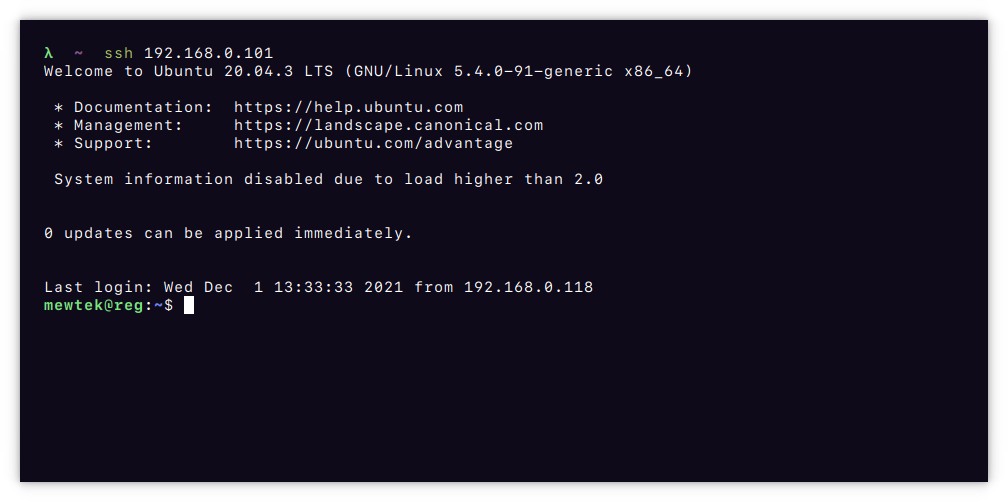 λ  ~  ssh 192.168.0.101
Welcome to Ubuntu 20.04.3 LTS (GNU/Linux 5.4.0-91-generic x86_64)
* Documentation:  https://help.ubuntu.com
* Management:     https://landscape.canonical.com
* Support:        https://ubuntu.com/advantage
System information disabled due to load higher than 2.0
0 updates can be applied immediately.
Last login: Wed Dec  1 13:33:33 2021 from 192.168.0.118
mewtek@reg:~$